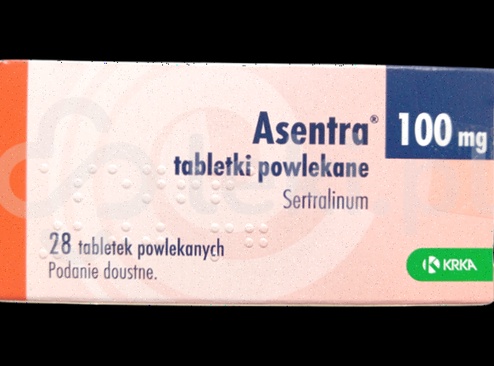 Asentra® 100 mg
tabletki powlekane
Sertralinum
28 tabletek powlekanych
Podanie doustne.
KRKA